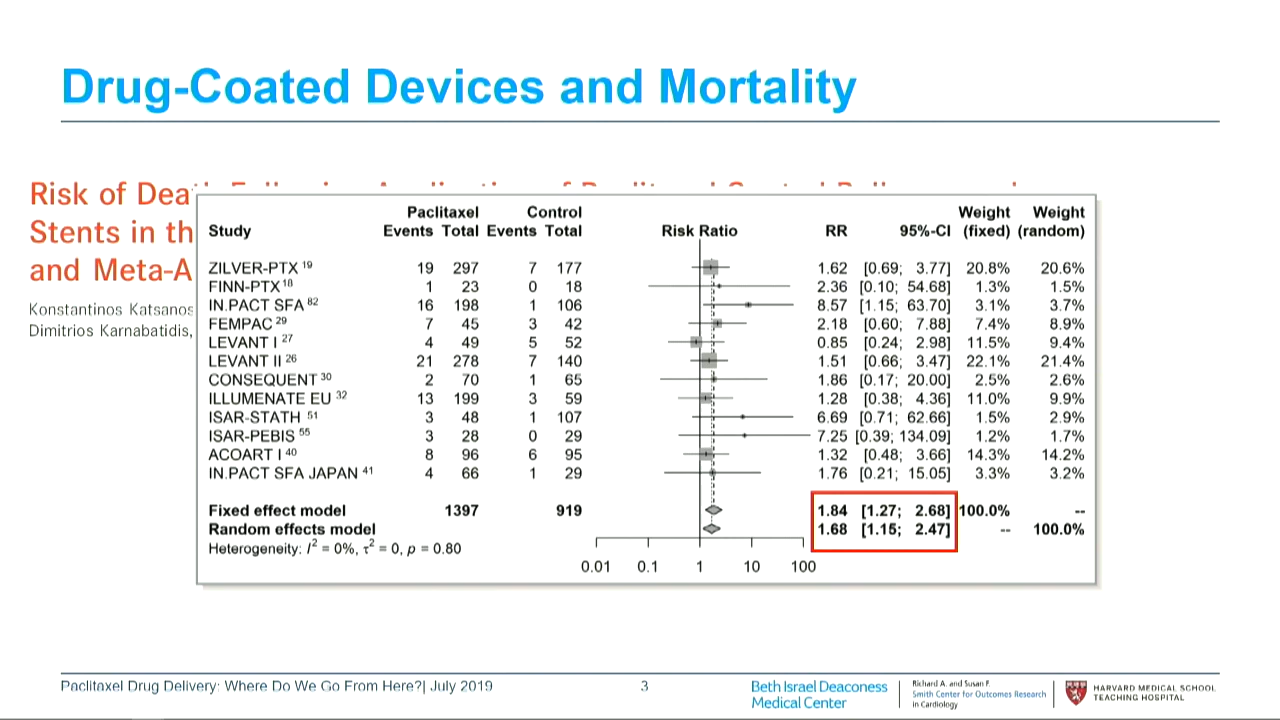 Drug-Coated Devices and Mortality
Risk of Dea
Stents in th
and Meta-A
Konstantinos Katsanos
Dimitrios Karnabatidis,
Paclitaxel Control Weight Weight
Study Events Total Events Total Risk Ratio RR 95%-CI (fixed) (random)
ZILVER-PTX 19 19 297 7 177 1.62 [0.69; 3.77] 20.8% 20.6%
FINN-PTX 18 1 23 0 18 2.36 [0.10; 54.68] 1.3% 1.5%
IN.PACT SFA 82 16 198 1 106 8.57 [1.15; 63.70] 3.1% 3.7%
FEMPAC 29 7 45 3 42 2.18 [0.60; 7.88] 7.4% 8.9%
LEVANT I 27 4 49 5 52 0.85 [0.24; 2.98] 11.5% 9.4%
LEVANT II 26 21 278 7 140 1.51 [0.66; 3.47] 22.1% 21.4%
CONSEQUENT 30 2 70 1 65 1.86 [0.17; 20.00] 2.5% 2.6%
ILLUMENATE EU 32 13 199 3 59 1.28 [0.38; 4.36] 11.0% 9.9%
ISAR-STATH 51 3 48 1 107 6.69 [0.71; 62.66] 1.5% 2.9%
ISAR-PEBIS 55 3 28 0 29 7.25 [0.39; 134.09] 1.2% 1.7%
ACOART I 40 8 96 6 95 1.32 [0.48; 3.66] 14.3% 14.2%
IN.PACT SFA JAPAN 41 4 66 1 29 1.76 [0.21; 15.05] 3.3% 3.2%
Fixed effect model 1397 919 1.84 [1.27; 2.68] 100.0% --
Random effects model 1.68 [1.15; 2.47] -- 100.0%
Heterogeneity: I² = 0%, τ² = 0, p = 0.80
0.01 0.1 1 10 100
Paclitaxel Drug Delivery: Where Do We Go From Here?| July 2019
3
Beth Israel Deaconess
Medical Center
Richard A. and Susan F.
Smith Center for Outcomes Research
in Cardiology
HARVARD MEDICAL SCHOOL
TEACHING HOSPITAL